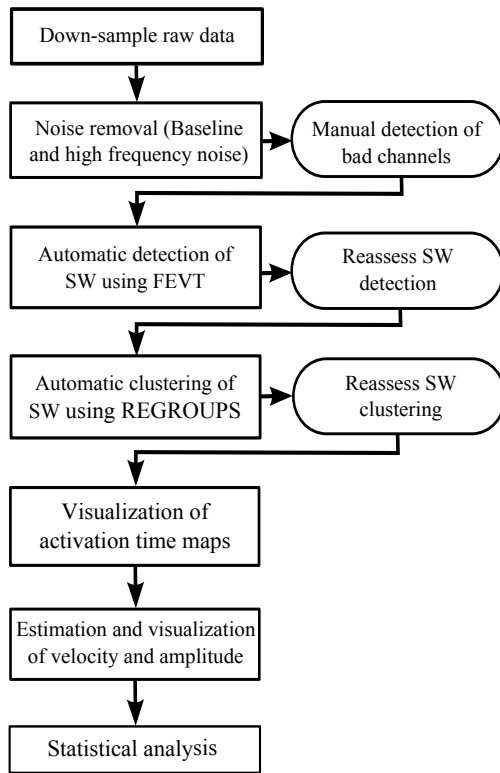 Down-sample raw data
Noise removal (Baseline
and high frequency noise)
Manual detection of
bad channels
Automatic detection of
SW using FEVT
Reassess SW
detection
Automatic clustering of
SW using REGROUPS
Reassess SW
clustering
Visualization of
activation time maps
Estimation and visualization
of velocity and amplitude
Statistical analysis